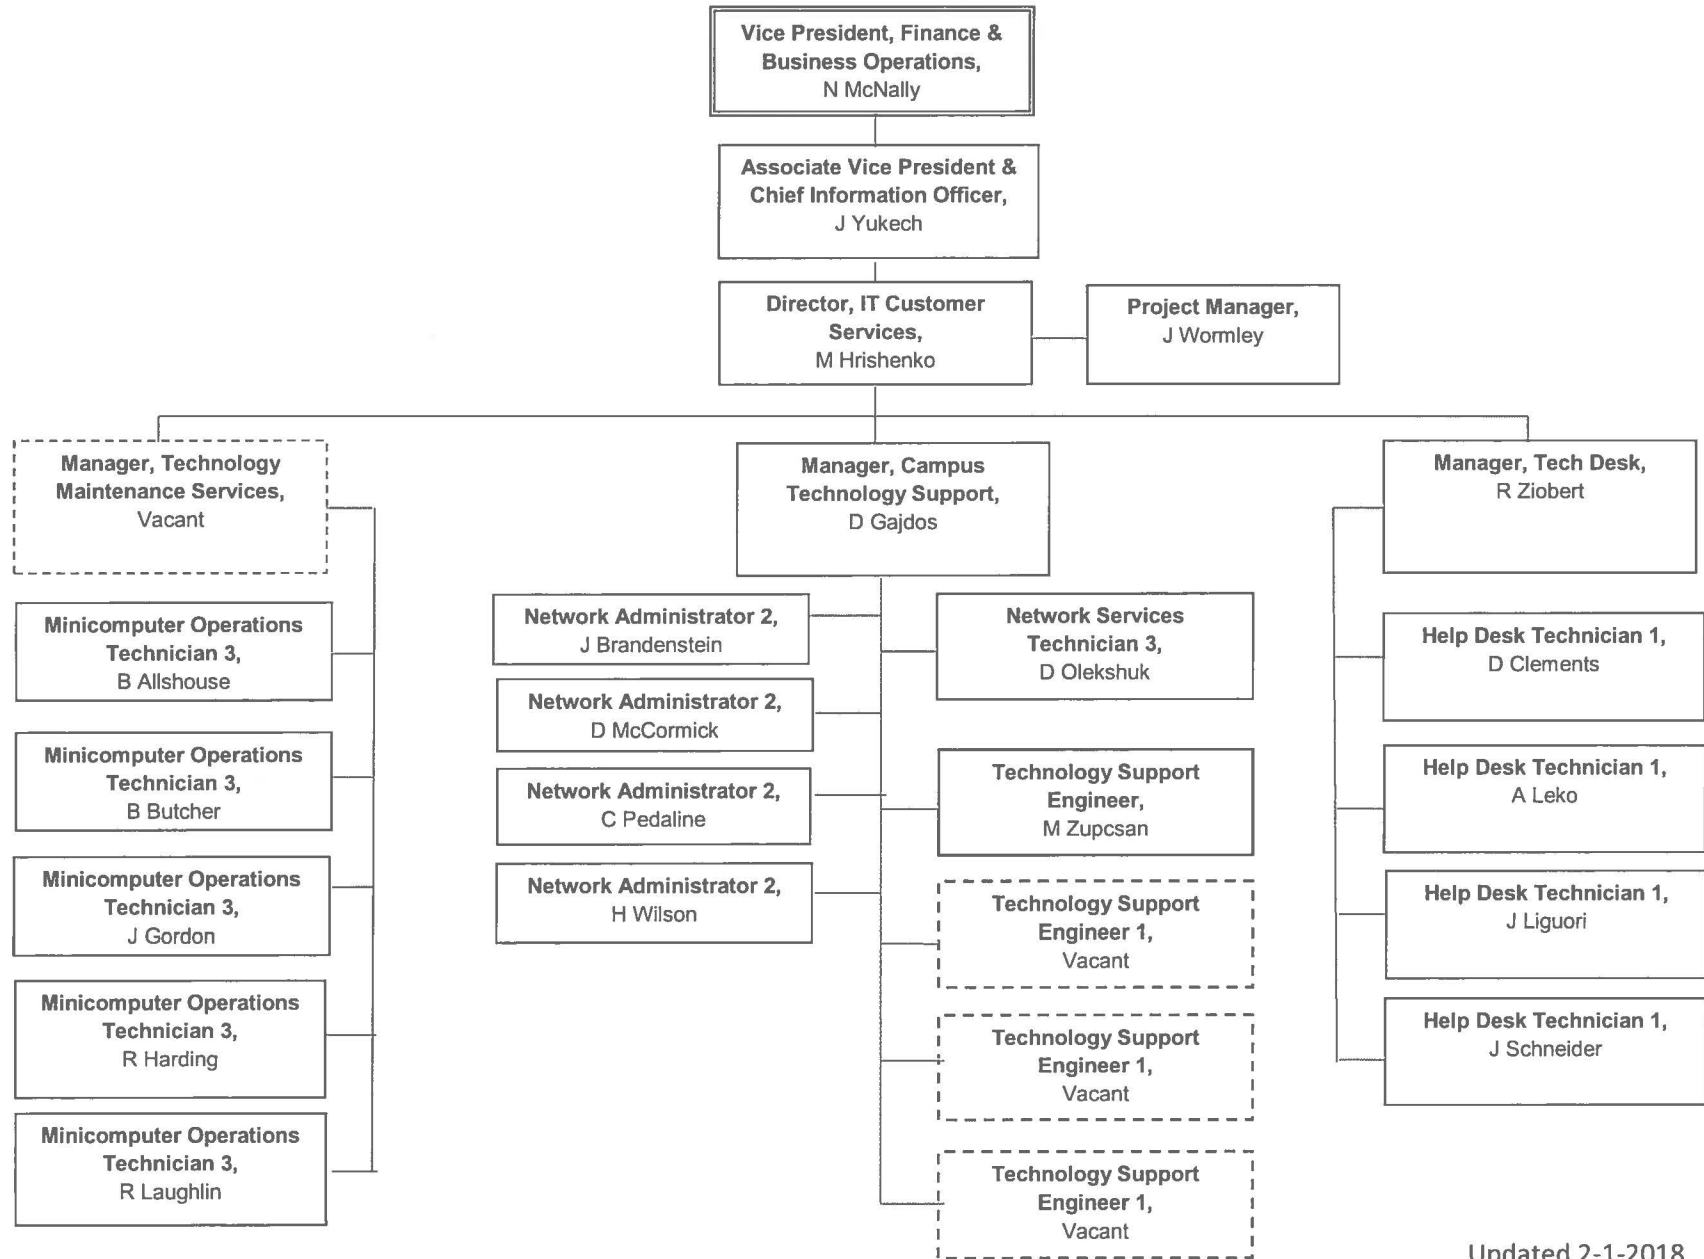 Vice President, Finance &
Business Operations,
N McNally
Associate Vice President &
Chief Information Officer,
J Yukech
Director, IT Customer
Services,
M Hrishenko
Project Manager,
J Wormley
Manager, Technology
Maintenance Services,
Vacant
Minicomputer Operations
Technician 3,
B Allshouse
Minicomputer Operations
Technician 3,
B Butcher
Minicomputer Operations
Technician 3,
J Gordon
Minicomputer Operations
Technician 3,
R Harding
Minicomputer Operations
Technician 3,
R Laughlin
Manager, Campus
Technology Support,
D Gajdos
Network Administrator 2,
J Brandenstein
Network Administrator 2,
D McCormick
Network Administrator 2,
C Pedaline
Network Administrator 2,
H Wilson
Network Services
Technician 3,
D Olekshuk
Technology Support
Engineer,
M Zupcsan
Technology Support
Engineer 1,
Vacant
Technology Support
Engineer 1,
Vacant
Technology Support
Engineer 1,
Vacant
Manager, Tech Desk,
R Ziobert
Help Desk Technician 1,
D Clements
Help Desk Technician 1,
A Leko
Help Desk Technician 1,
J Liguori
Help Desk Technician 1,
J Schneider
Updated 2-1-2018